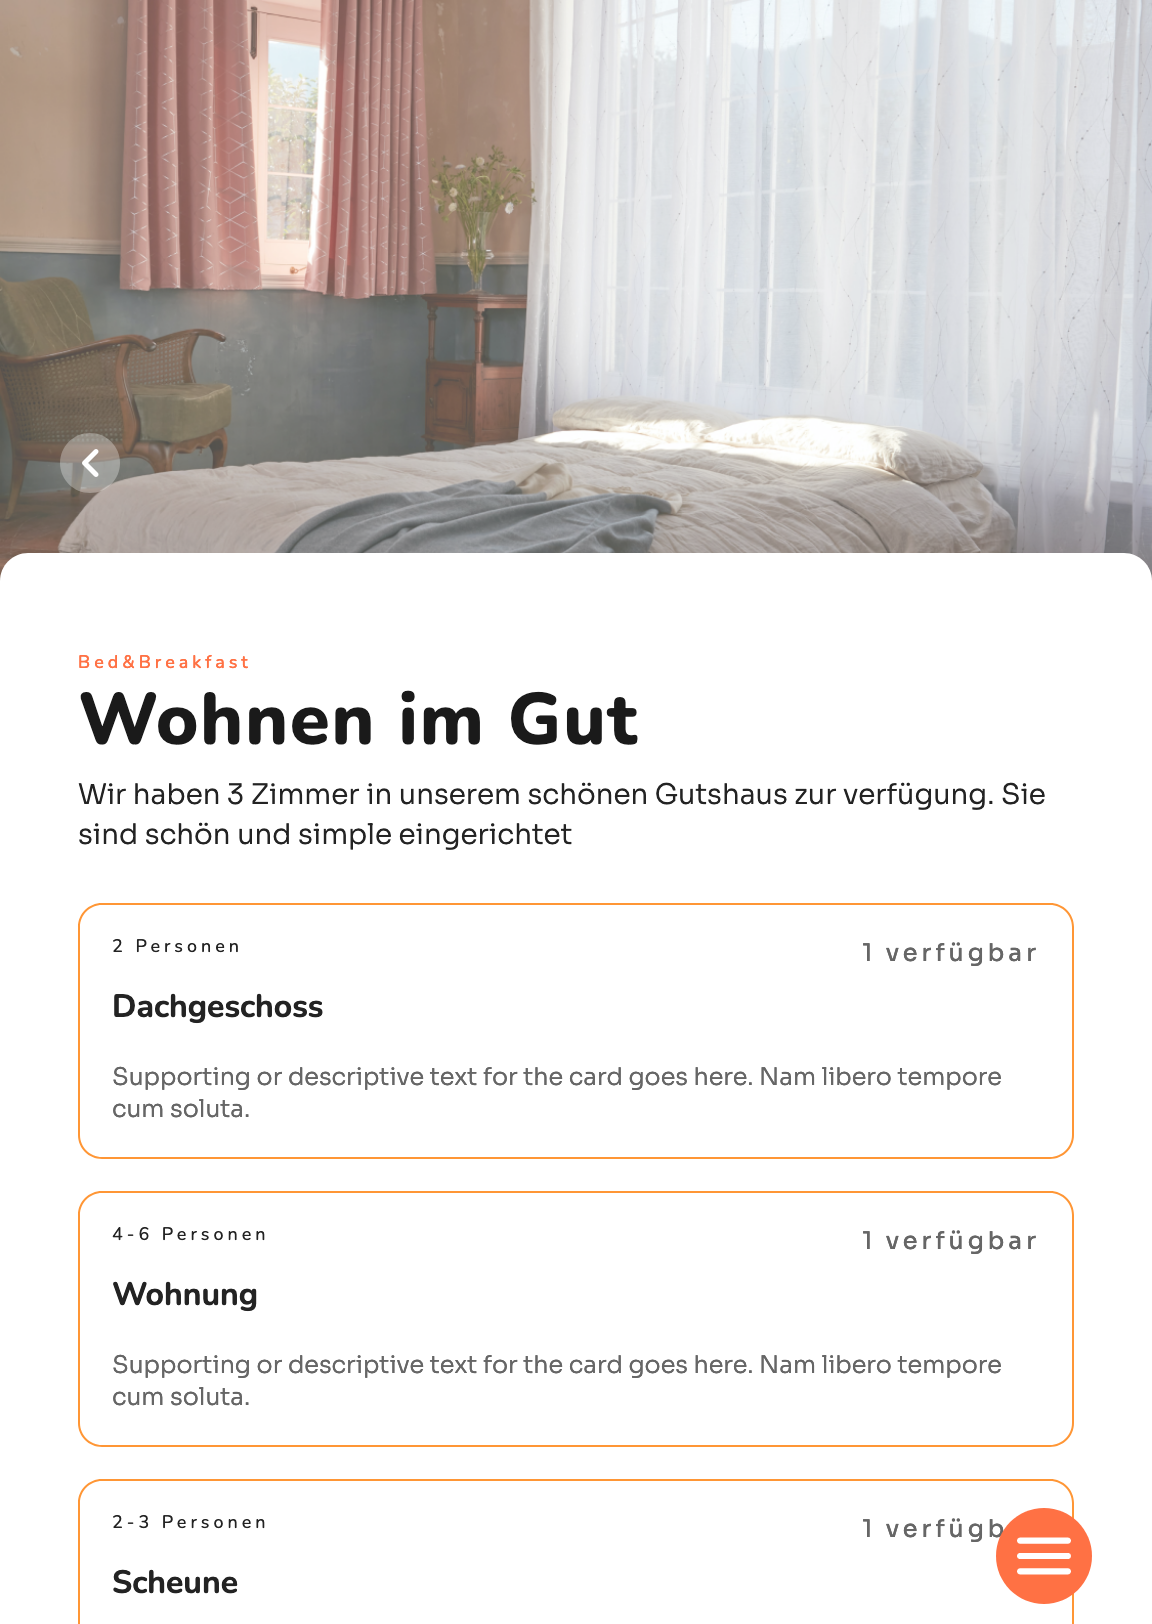 Bed&Breakfast
Wohnen im Gut
Wir haben 3 Zimmer in unserem schönen Gutshaus zur verfügung. Sie
sind schön und simple eingerichtet
2 Personen
1 verfügbar
Dachgeschoss
Supporting or descriptive text for the card goes here. Nam libero tempore
cum soluta.
4-6 Personen
1 verfügbar
Wohnung
Supporting or descriptive text for the card goes here. Nam libero tempore
cum soluta.
2-3 Personen
1
Scheune